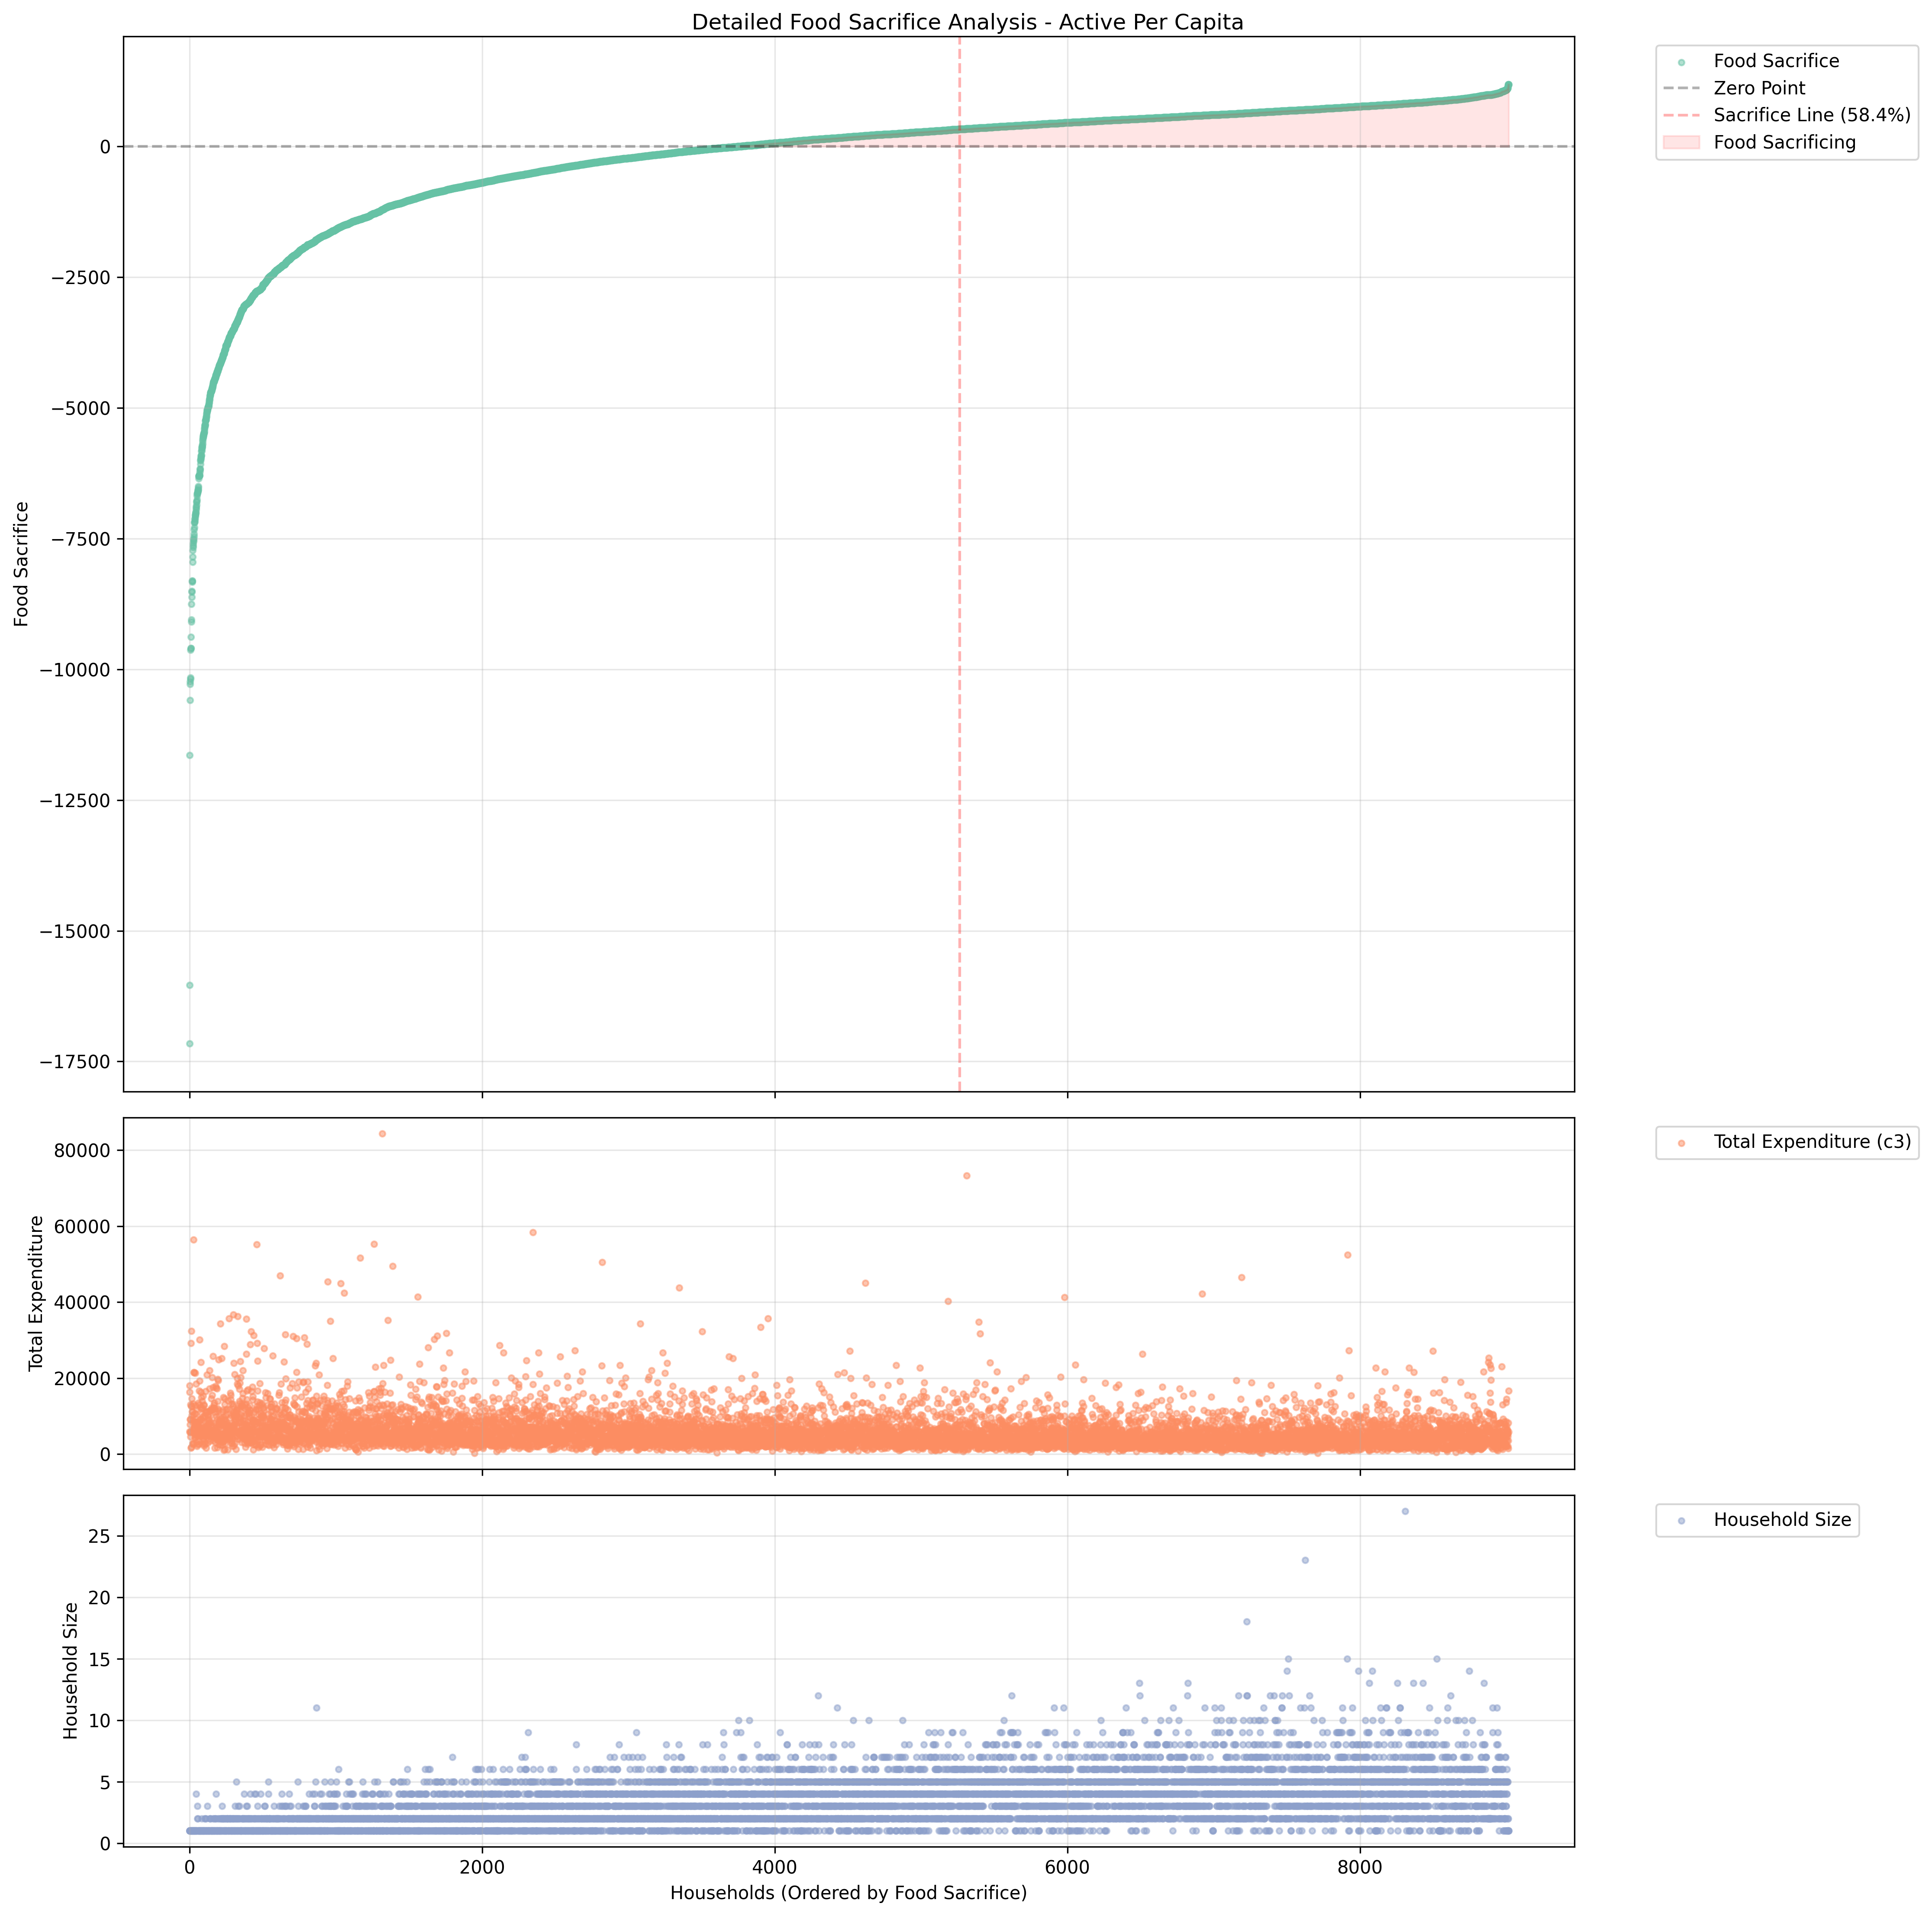 Detailed Food Sacrifice Analysis - Active Per Capita
Food Sacrifice
Zero Point
Sacrifice Line (58.4%)
Food Sacrificing
0
−2500
−5000
−7500
−10000
−12500
−15000
−17500
Food Sacrifice
Total Expenditure (c3)
80000
60000
40000
20000
0
Total Expenditure
Household Size
25
20
15
10
5
0
Household Size
0 2000 4000 6000 8000
Households (Ordered by Food Sacrifice)